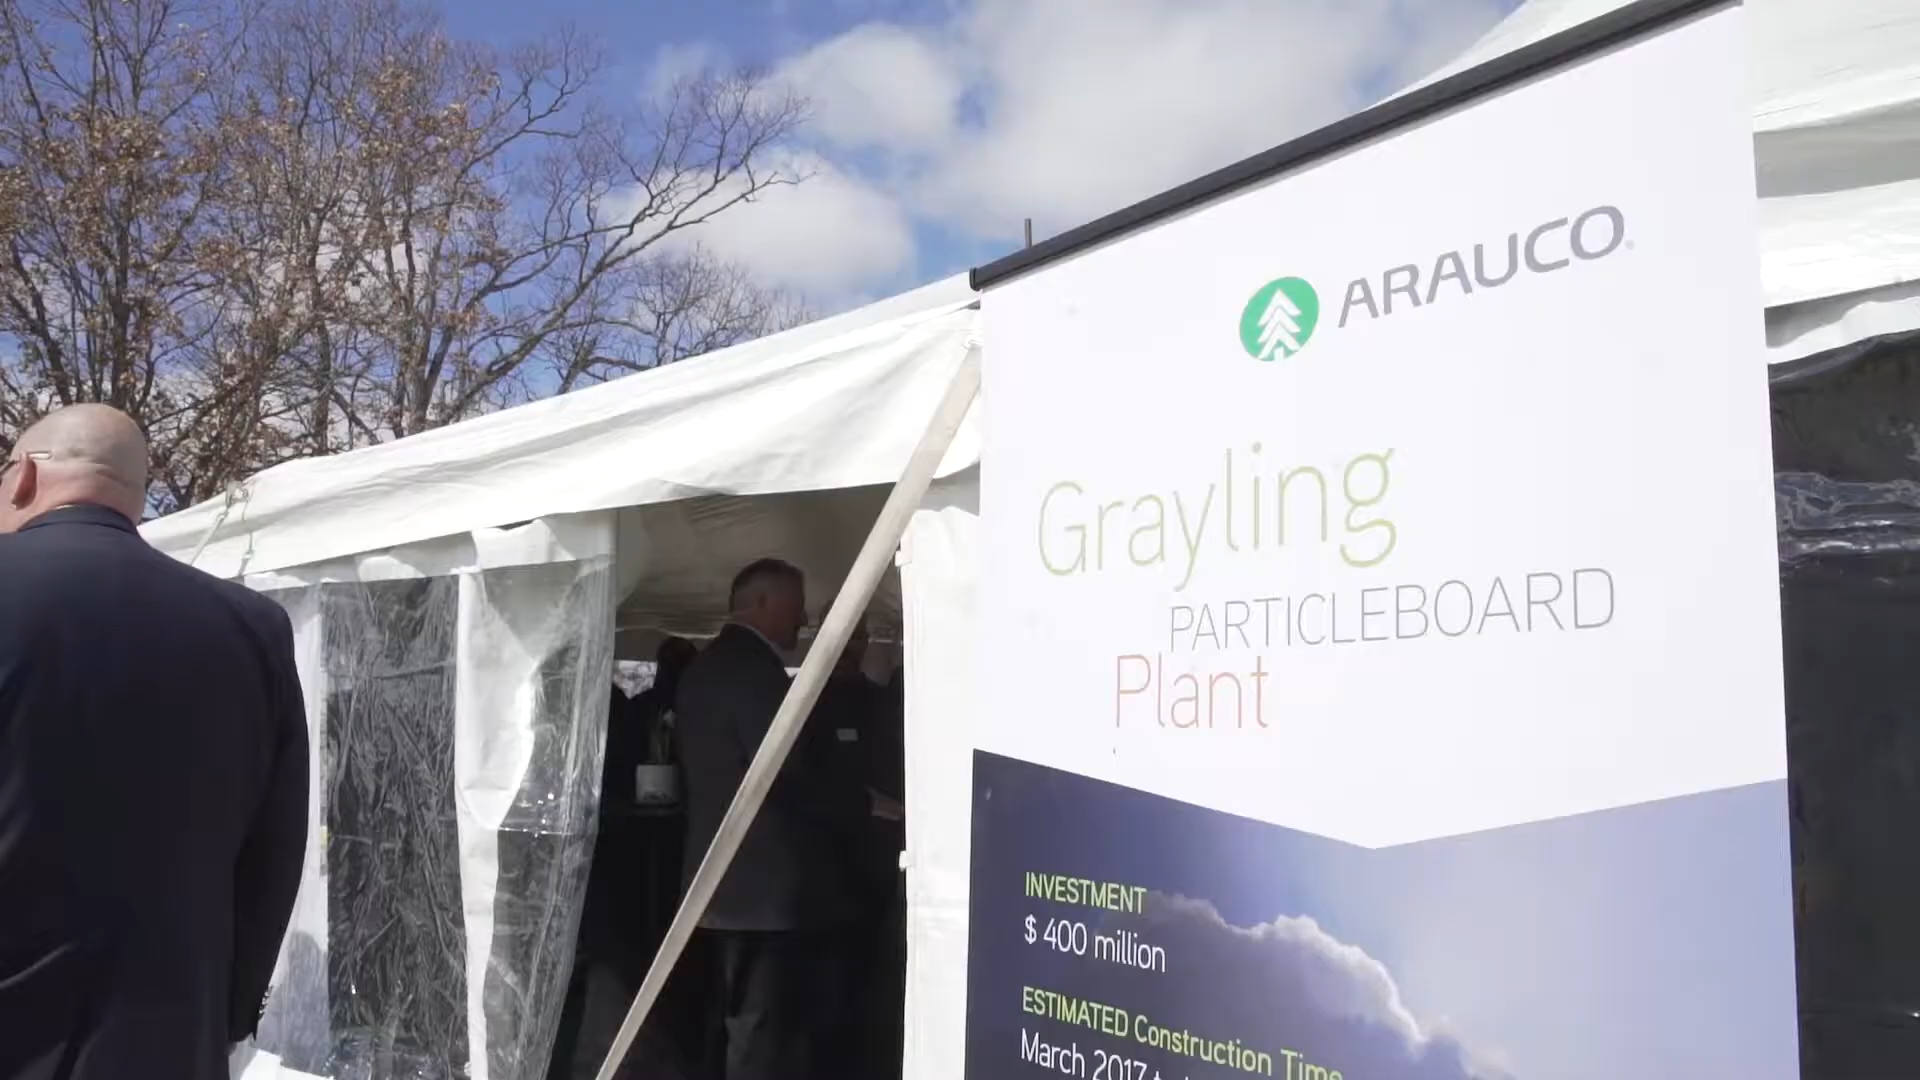 ARAUCO
Grayling
PARTICLEBOARD
Plant
INVESTMENT
$ 400 million
ESTIMATED Construction Time
March 2017